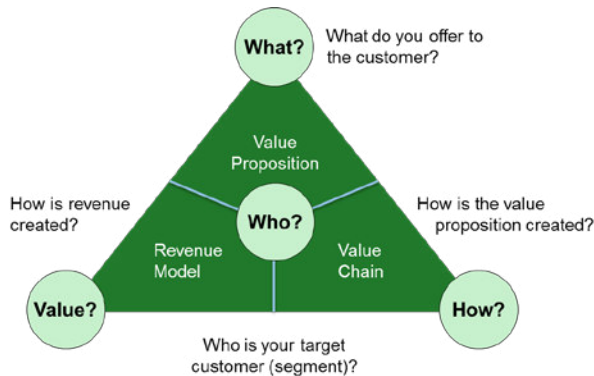 What?
What do you offer to
the customer?
Value
Proposition
How is revenue
created?
Who?
How is the value
proposition created?
Revenue
Model
Value
Chain
Value?
How?
Who is your target
customer (segment)?